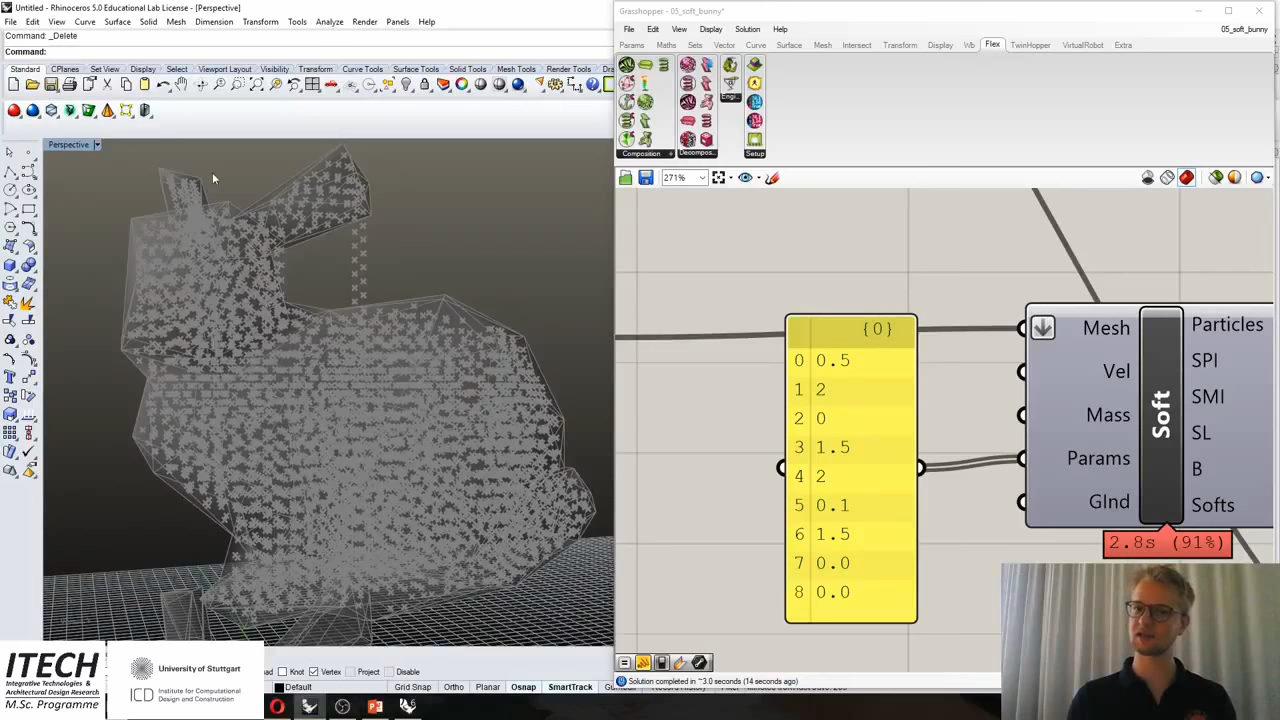 Untitled - Rhinoceros 5.0 Educational Lab License - [Perspective]
File Edit View Curve Surface Solid Mesh Dimension Transform Tools Analyze Render Panels Help
Command: _Delete
Command:
Standard CPlanes Set View Display Select Viewport Layout Visibility Transform Curve Tools Surface Tools Solid Tools Mesh Tools Render Tools
Perspective
Project Disable
Vertex
Default Grid Snap Ortho Planar Osnap SmartTrack
Grasshopper - 05_soft_bunny*
File Edit View Display Solution Help
05_soft_bunny*
Params Maths Sets Vector Curve Surface Mesh Intersect Transform Display Wb Flex TwinHopper VirtualRobot Extra
Composition Decompos... Engi... Setup
271%
{0}
0 0.5
1 2
2 0
3 1.5
4 2
5 0.1
6 1.5
7 0.0
8 0.0
Mesh
Vel
Mass
Params
GInd
Soft
Particles
SPI
SMI
SL
B
Softs
2.8s (91%)
Solution completed in ~3.0 seconds (14 seconds ago)
ITECH
Integrative Technologies &
Architectural Design Research
M.Sc. Programme
University of Stuttgart
ICD
Institute for Computational
Design and Construction